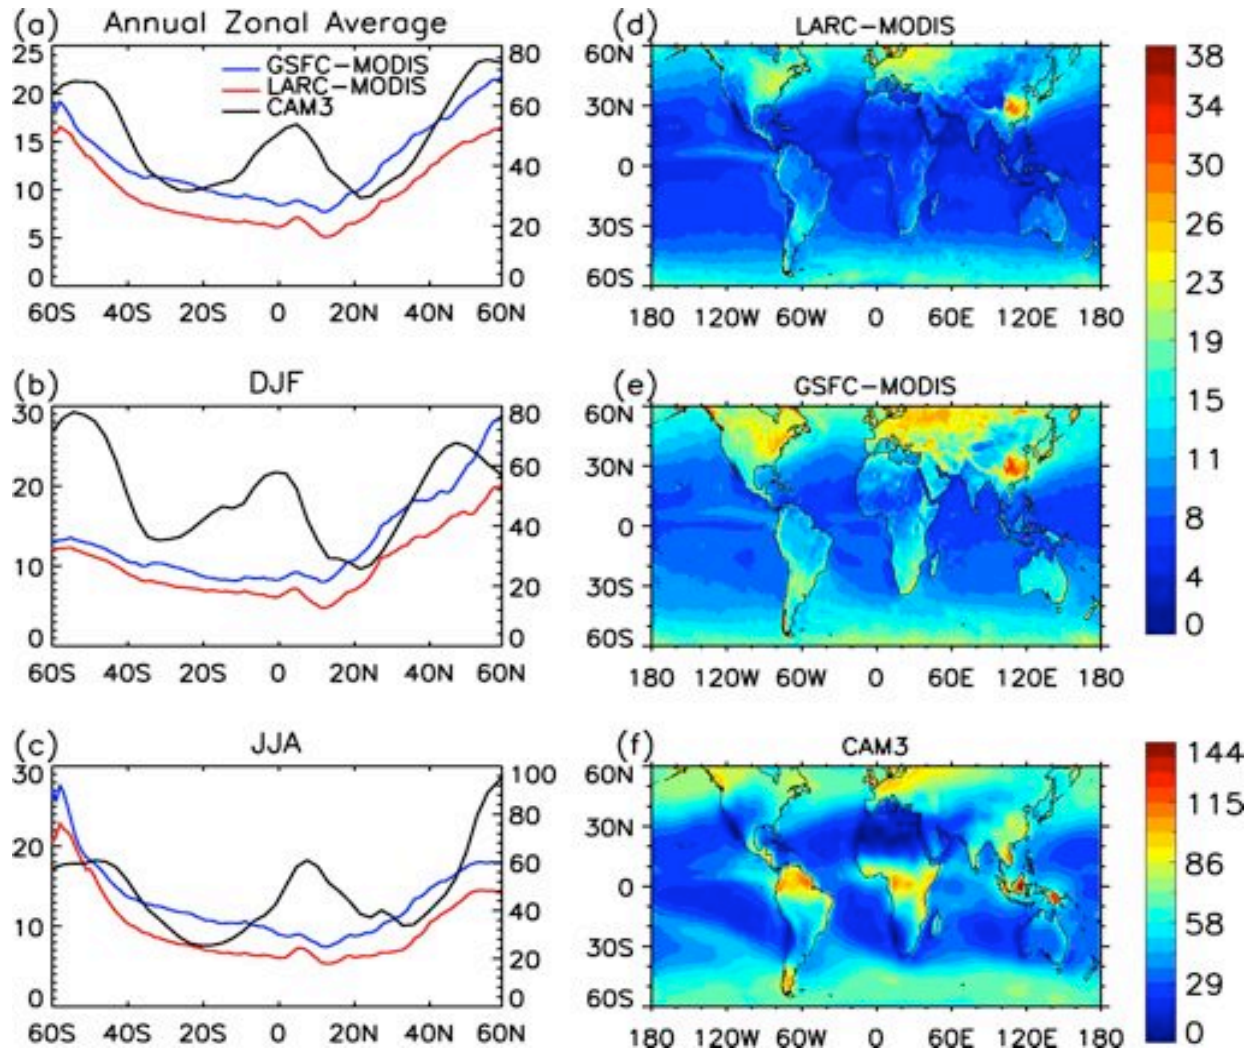 (a) Annual Zonal Average
25 80
GSFC-MODIS
20 LARC-MODIS 60
CAM3
15
40
10
20
5
0 0
60S 40S 20S 0 20N 40N 60N
(b) DJF
30 80
20 60
40
10
20
0 0
60S 40S 20S 0 20N 40N 60N
(c) JJA
30 100
80
20
60
40
10
20
0 0
60S 40S 20S 0 20N 40N 60N
(d) LARC-MODIS
60N
30N
0
30S
60S
180 120W 60W 0 60E 120E 180
(e) GSFC-MODIS
60N
30N
0
30S
60S
180 120W 60W 0 60E 120E 180
38
34
30
26
23
19
15
11
8
4
0
(f) CAM3
60N
30N
0
30S
60S
180 120W 60W 0 60E 120E 180
144
115
86
58
29
0